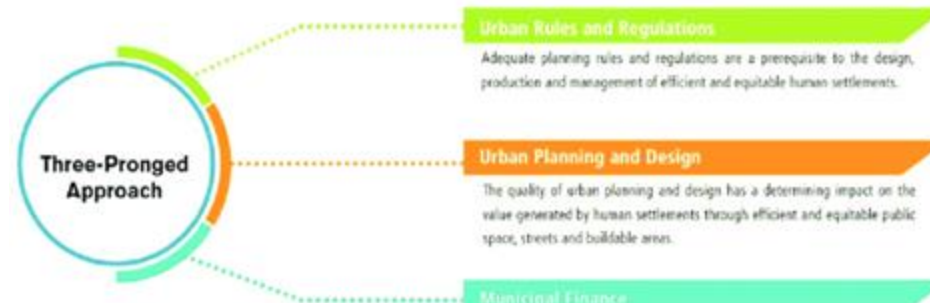 Three-Pronged
Approach
Urban Rules and Regulations
Adequate planning rules and regulations are a prerequisite to the design,
production and management of efficient and equitable human settlements.
Urban Planning and Design
The quality of urban planning and design has a determining impact on the
value generated by human settlements through efficient and equitable public
space, streets and buildable areas.
Municipal Finance